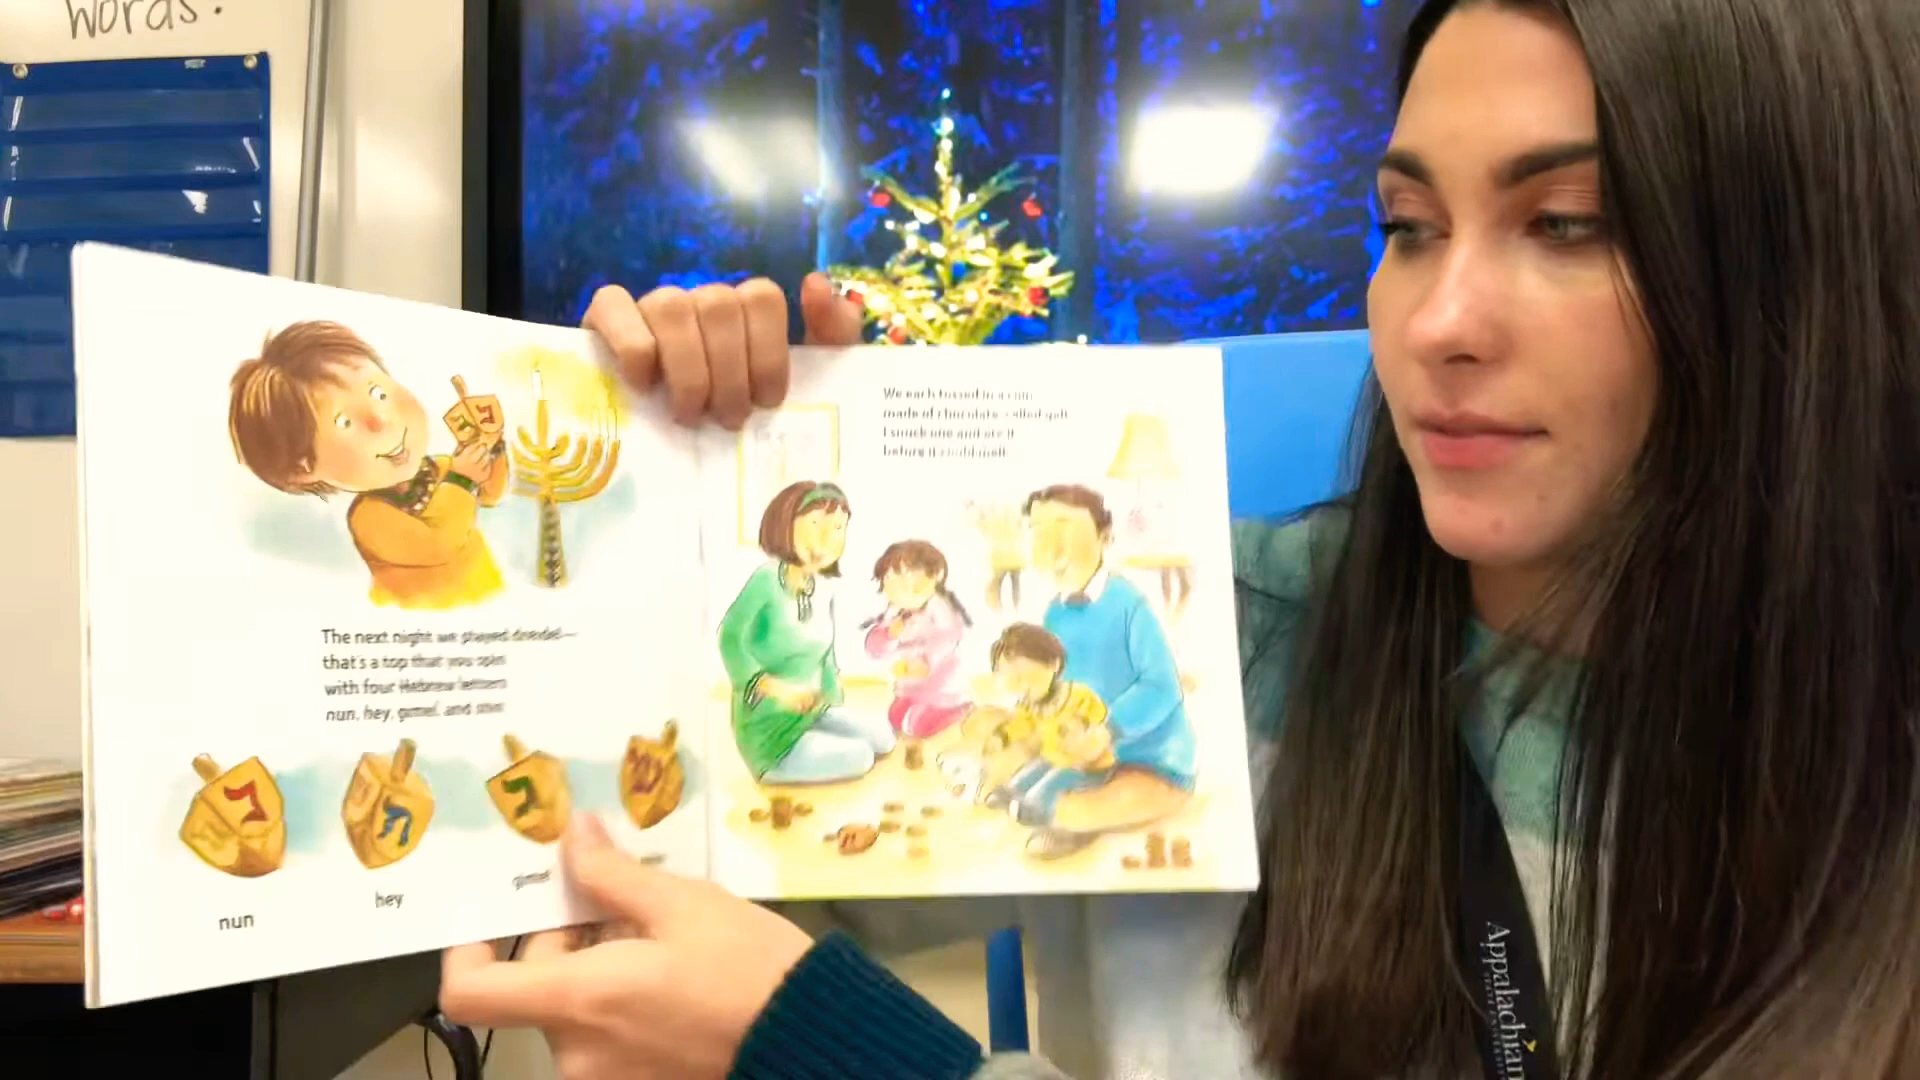 words.
The next night we played dreidel—
that's a top that you spin
with four Hebrew letters
nun, hey, gimel, and shin
We each tossed in a coin
made of chocolate, called gelt
I snuck one and ate it
before it could melt.
נ
ה
ג
ש
nun
hey
gimel
Appalachian
STATE UNIVERSITY